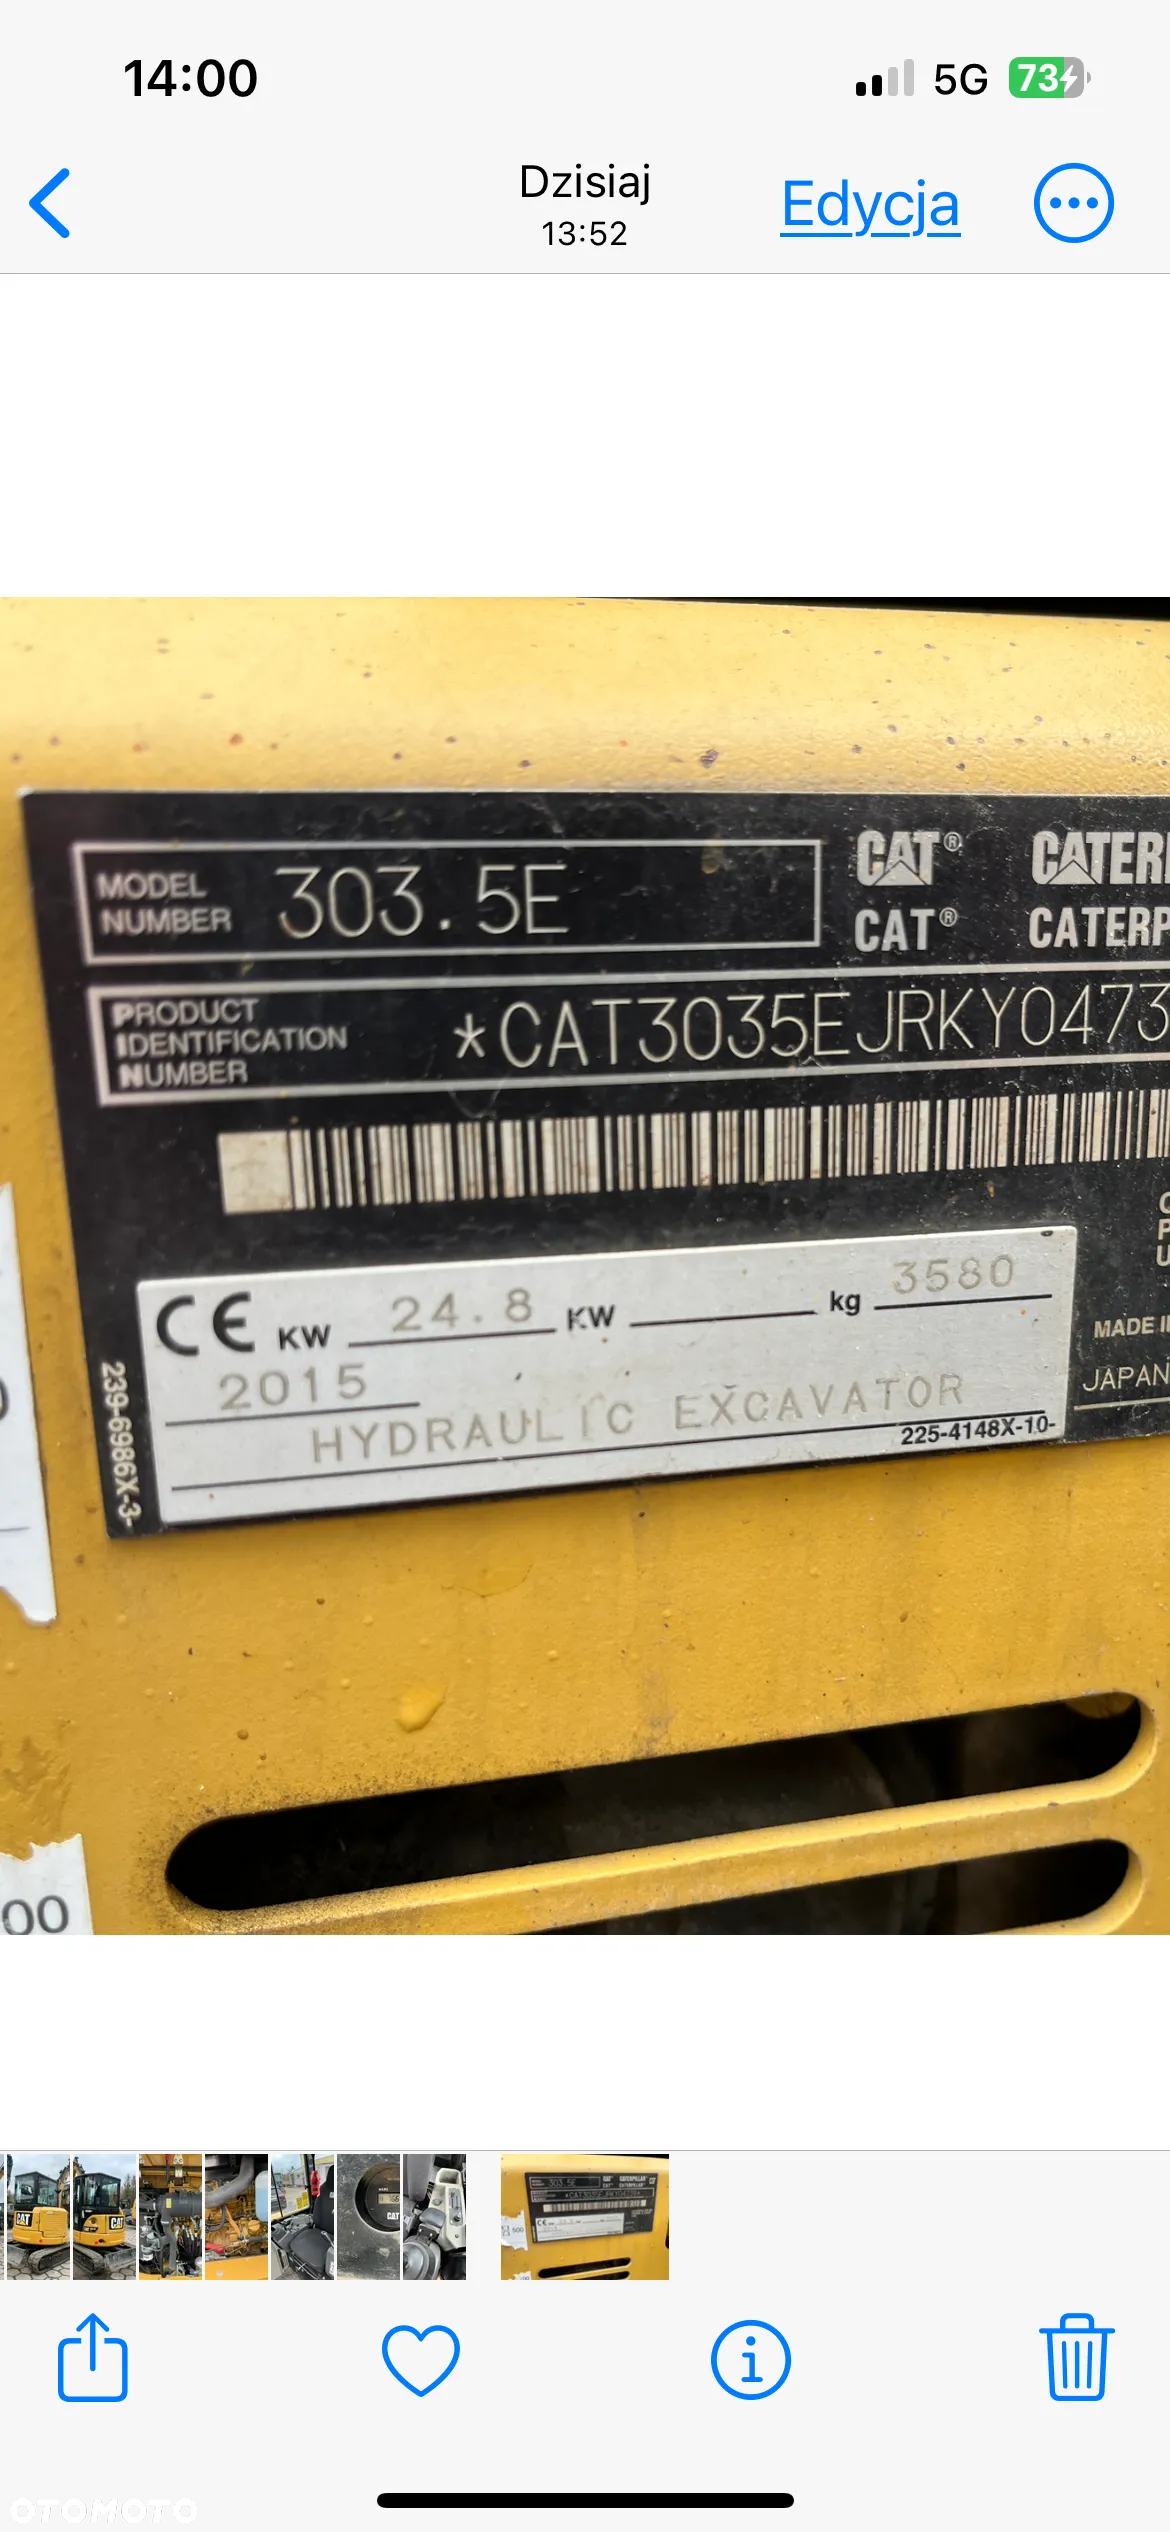 14:00
5G 73
Dzisiaj
13:52
Edycja
MODEL NUMBER 303.5E
CAT® CATER
CAT® CATERP
PRODUCT IDENTIFICATION NUMBER *CAT3035EJRKY0473
CE KW 24.8 KW kg 3580
2015
HYDRAULIC EXCAVATOR
225-4148X-10-
239-6986X-3-
MADE I
JAPAN
00
OTOMOTO